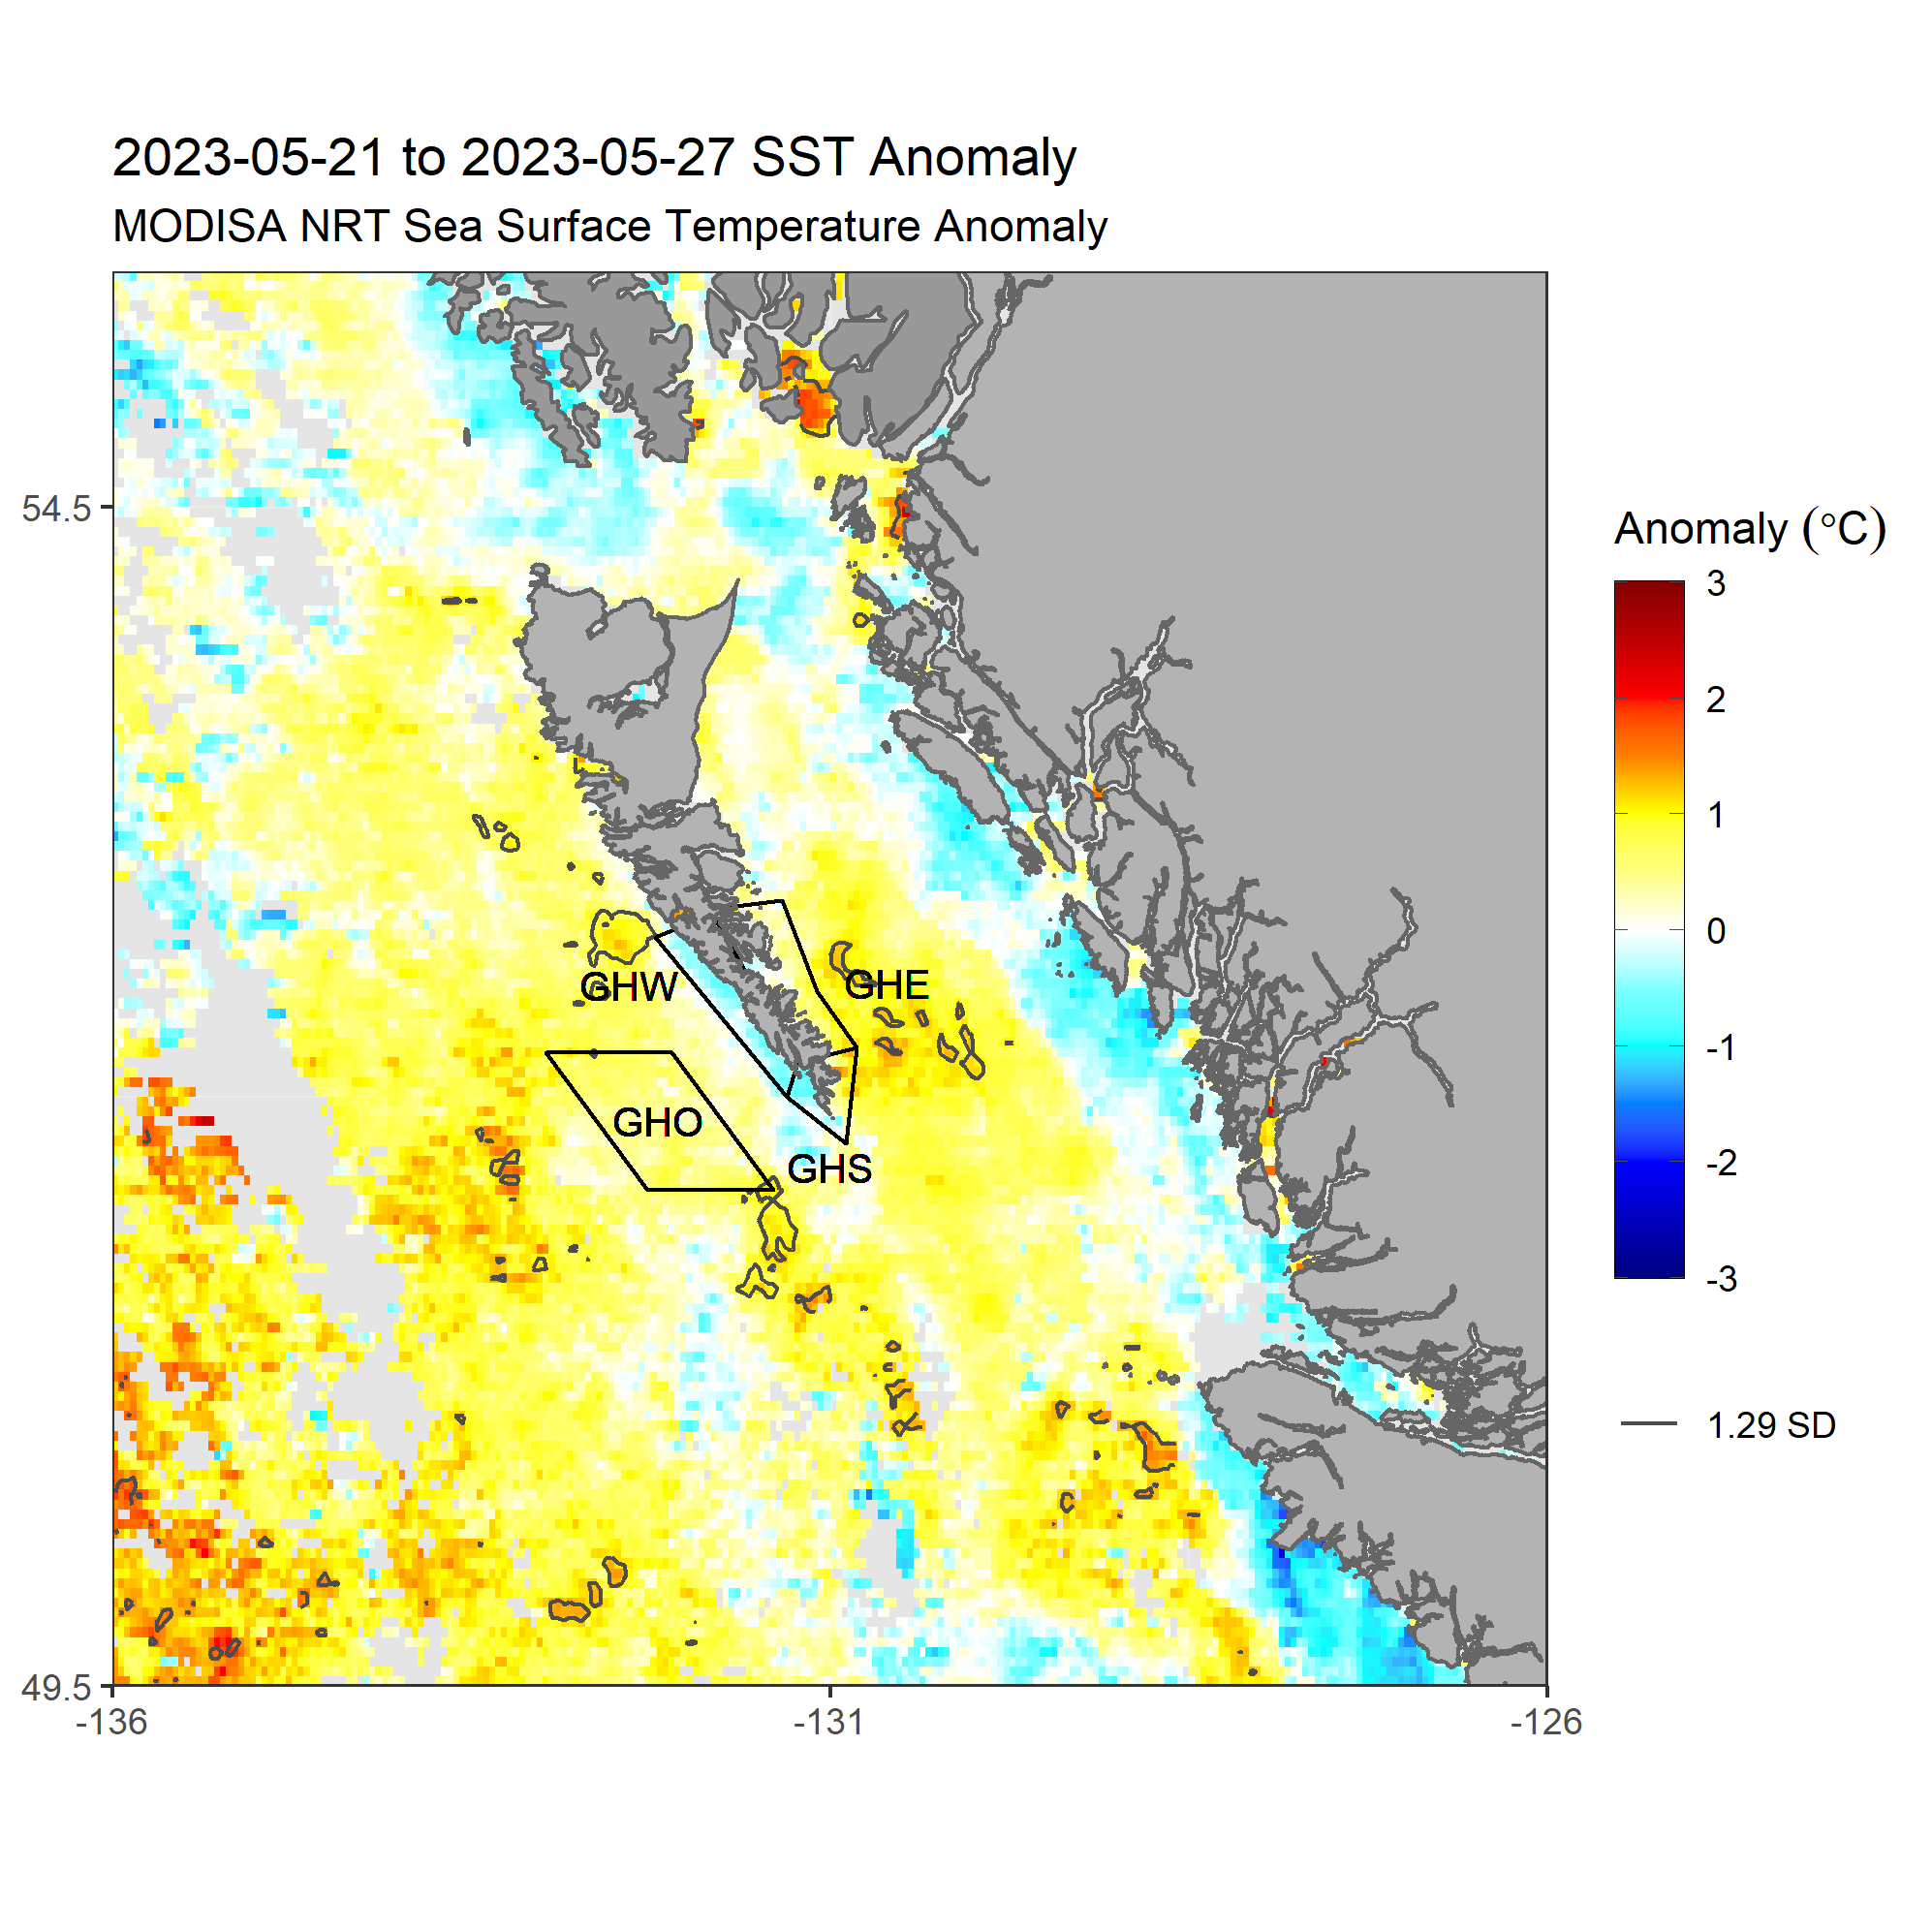 2023-05-21 to 2023-05-27 SST Anomaly
MODISA NRT Sea Surface Temperature Anomaly
54.5
49.5
-136
-131
-126
GHW
GHE
GHO
GHS
Anomaly (°C)
3
2
1
0
-1
-2
-3
1.29 SD